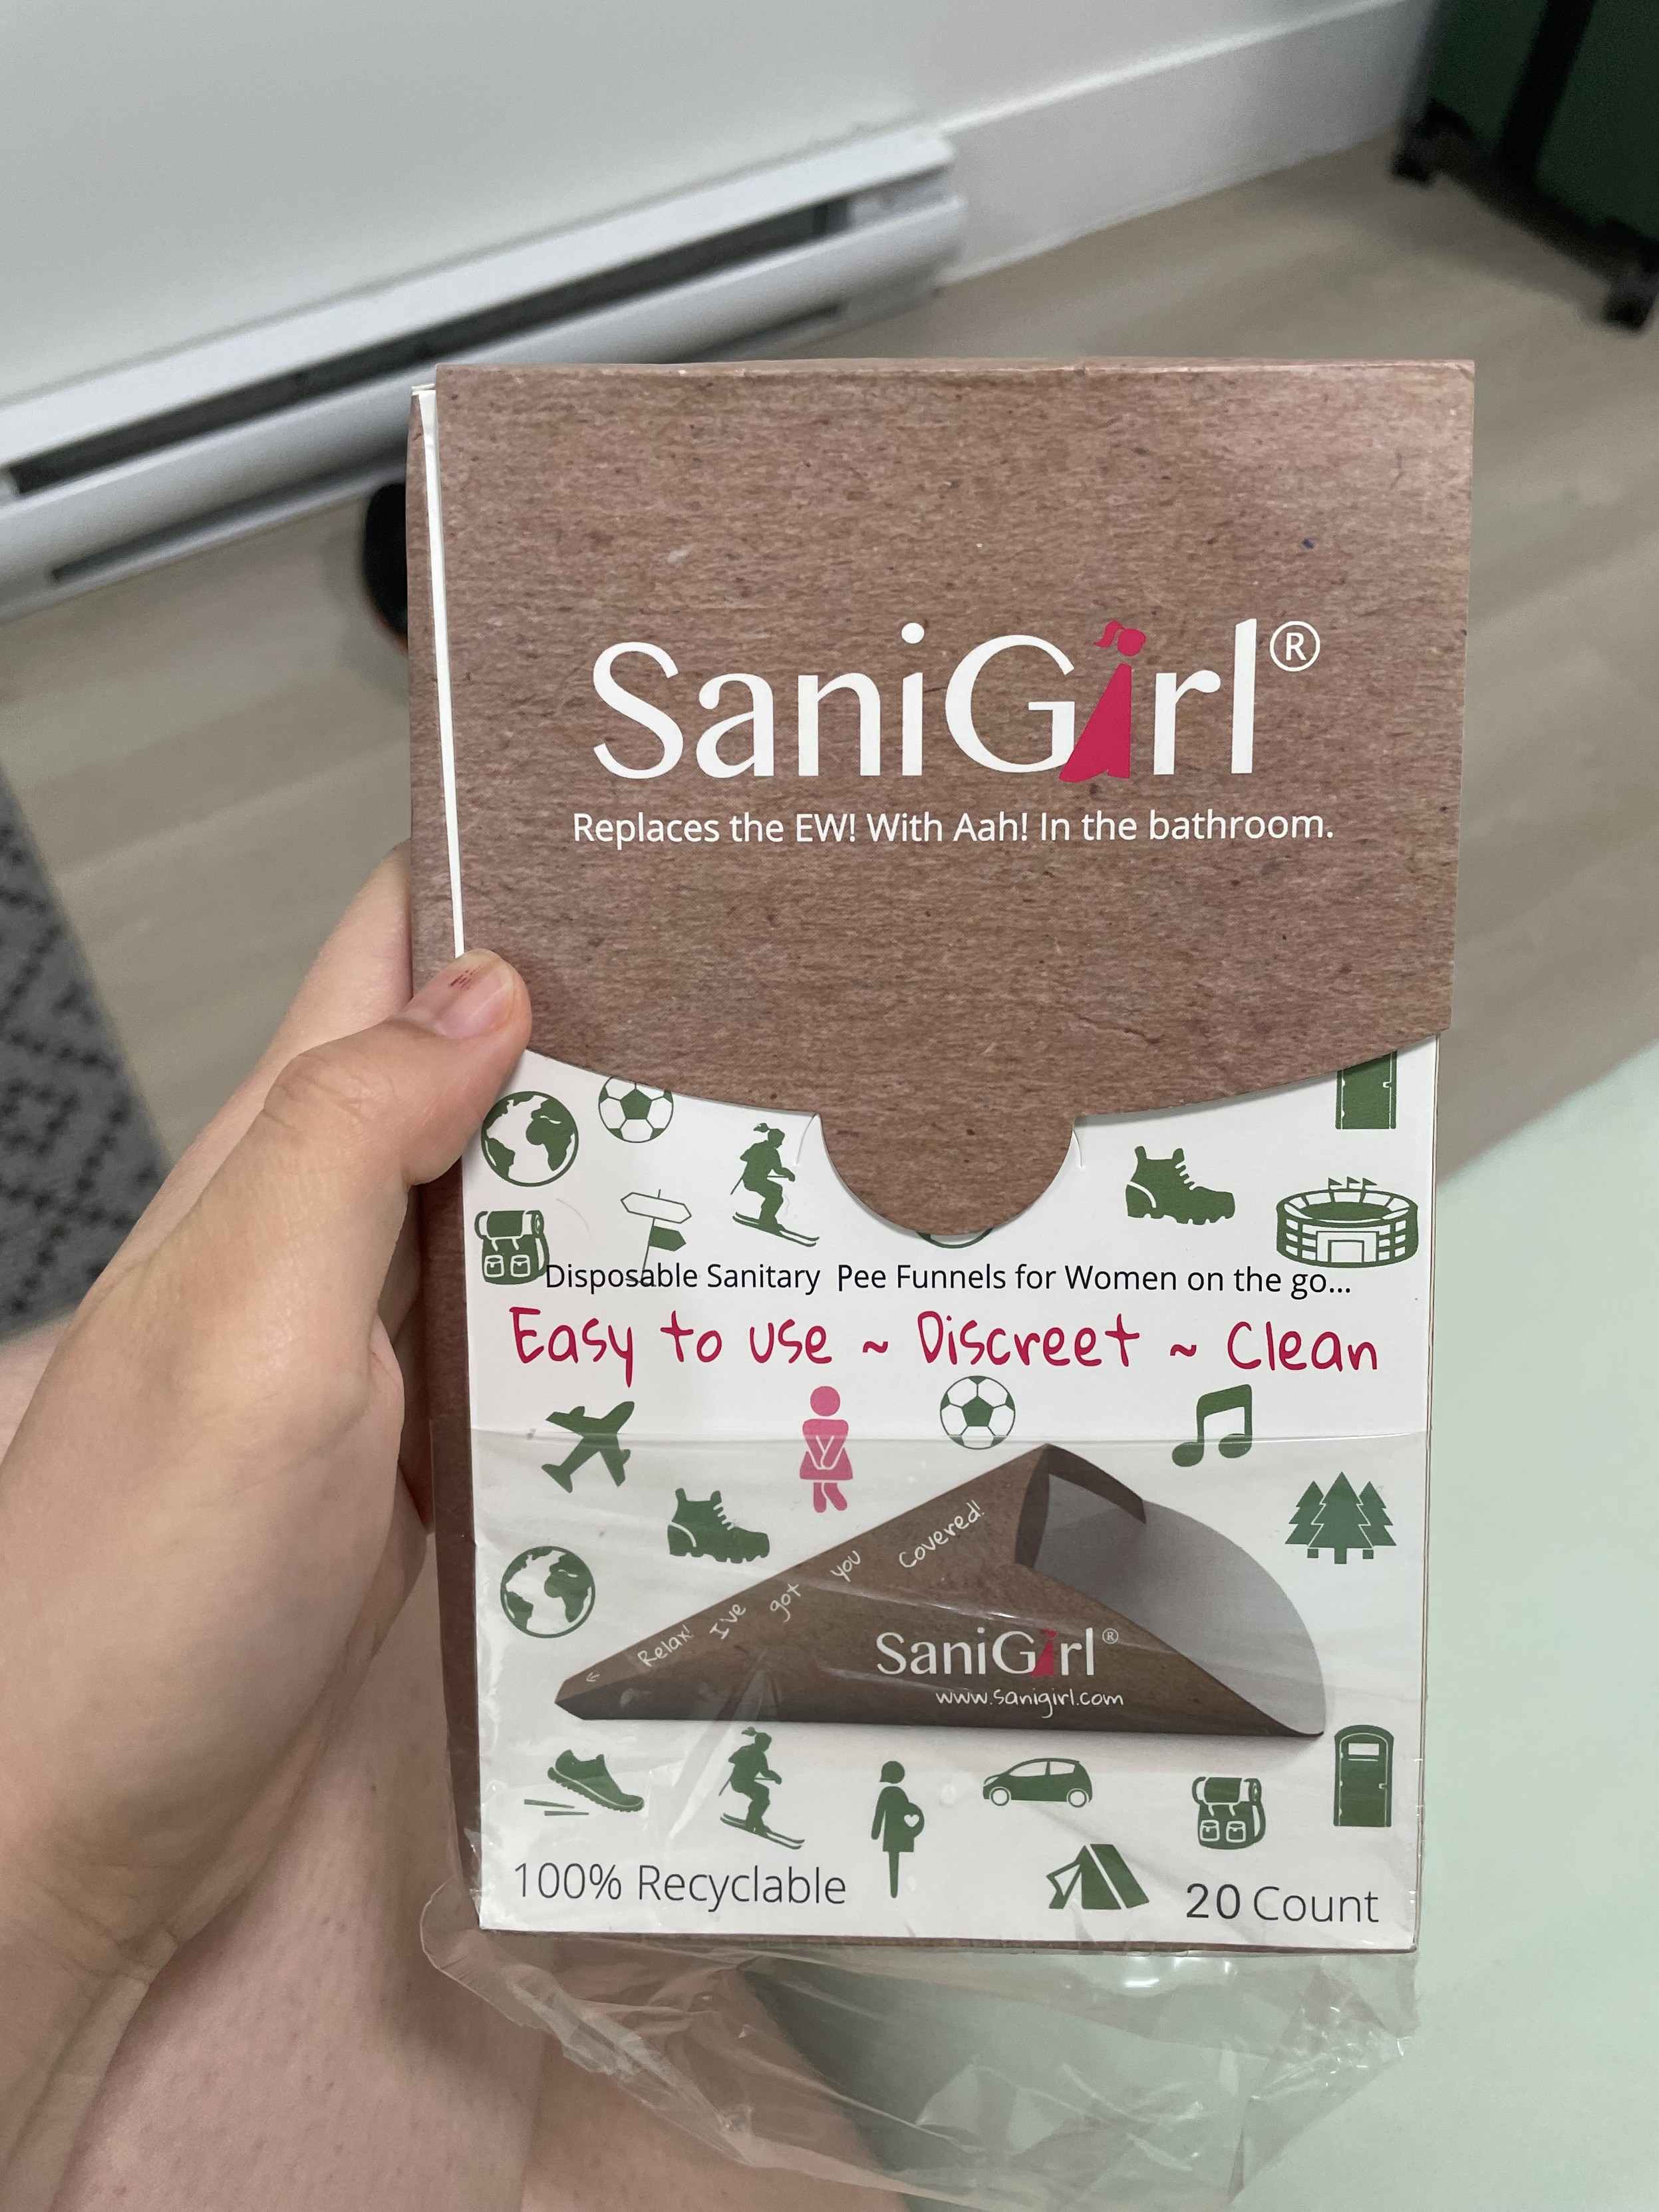 SaniGirl®
Replaces the EW! With Aah! In the bathroom.
Disposable Sanitary Pee Funnels for Women on the go...
Easy to use ~ Discreet ~ Clean
Relax! I've got you Covered!
SaniGirl®
www.sanigirl.com
100% Recyclable
20 Count